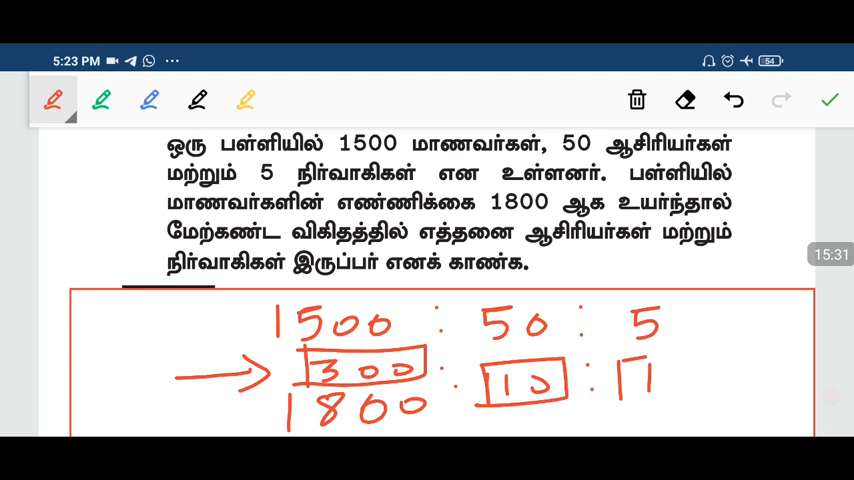 5:23 PM ...
54
ஒரு பள்ளியில் 1500 மாணவர்கள், 50 ஆசிரியர்கள்
மற்றும் 5 நிர்வாகிகள் என உள்ளனர். பள்ளியில்
மாணவர்களின் எண்ணிக்கை 1800 ஆக உயர்ந்தால்
மேற்கண்ட விகிதத்தில் எத்தனை ஆசிரியர்கள் மற்றும்
15:31
நிர்வாகிகள் இருப்பர் எனக் காண்க.
1500 : 50 : 5
300 : 10 :
1800